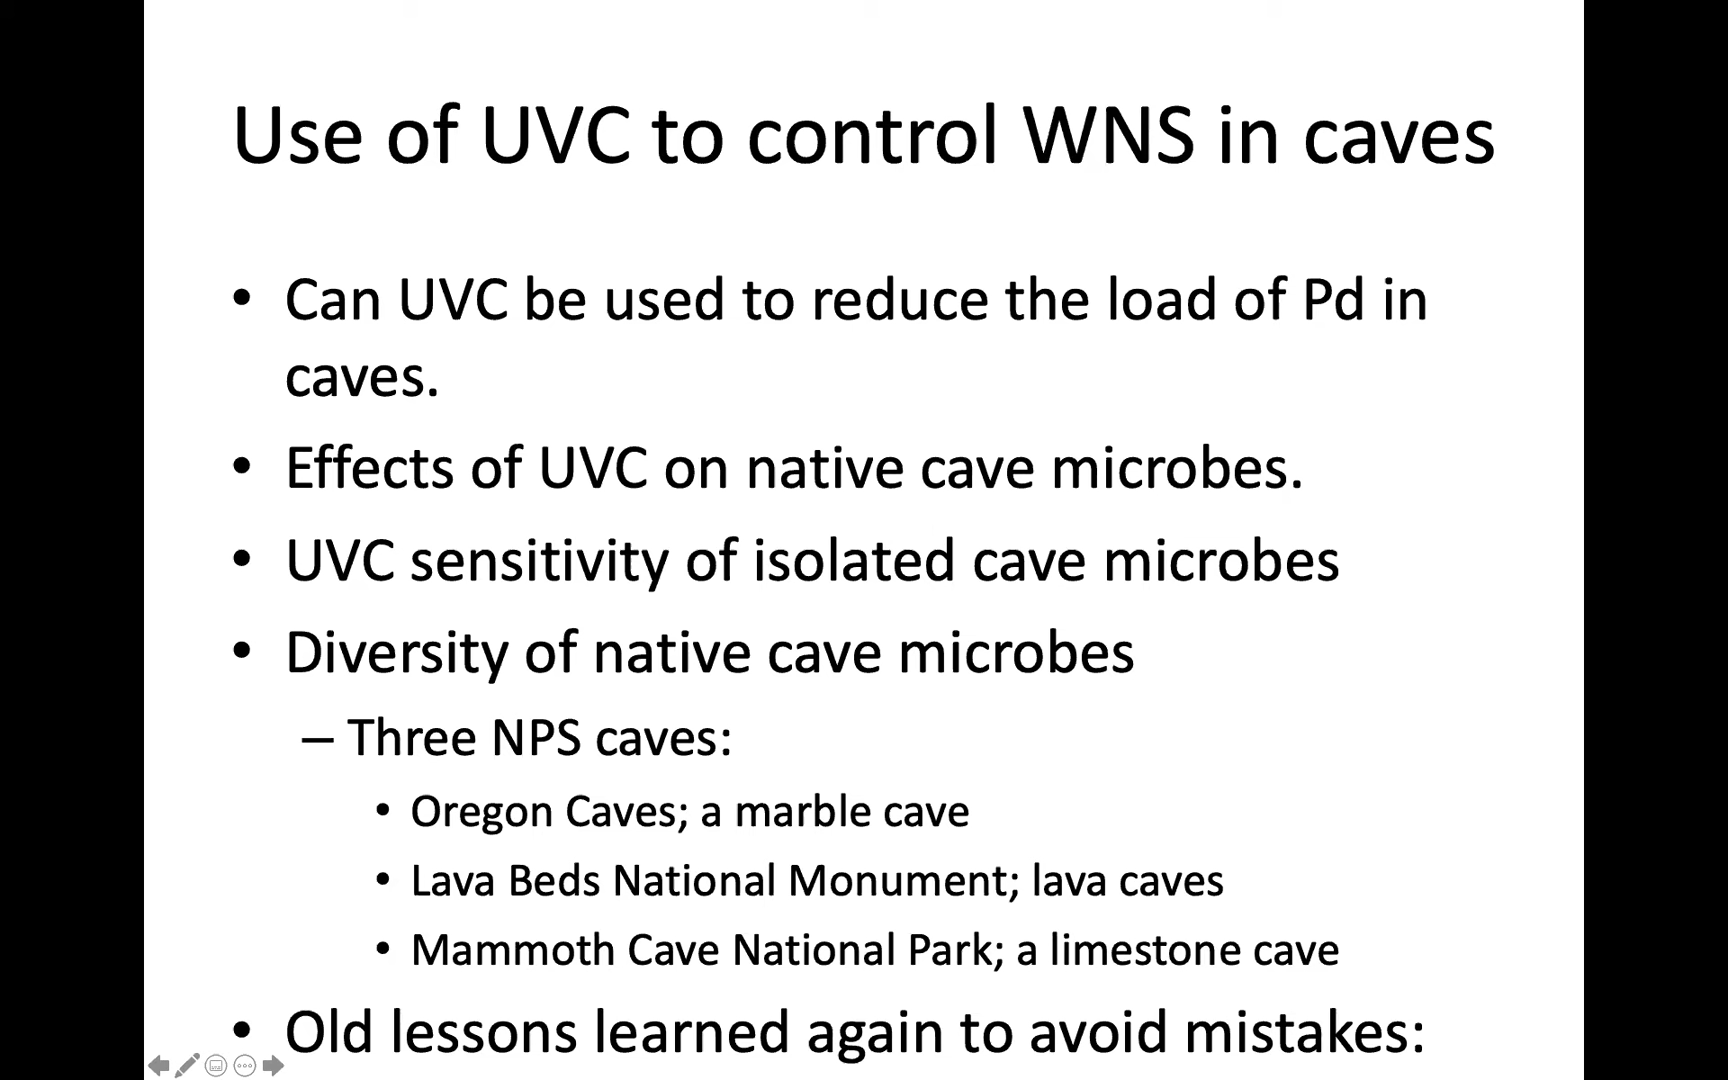 Use of UVC to control WNS in caves
• Can UVC be used to reduce the load of Pd in
caves.
• Effects of UVC on native cave microbes.
• UVC sensitivity of isolated cave microbes
• Diversity of native cave microbes
– Three NPS caves:
• Oregon Caves; a marble cave
• Lava Beds National Monument; lava caves
• Mammoth Cave National Park; a limestone cave
• Old lessons learned again to avoid mistakes: